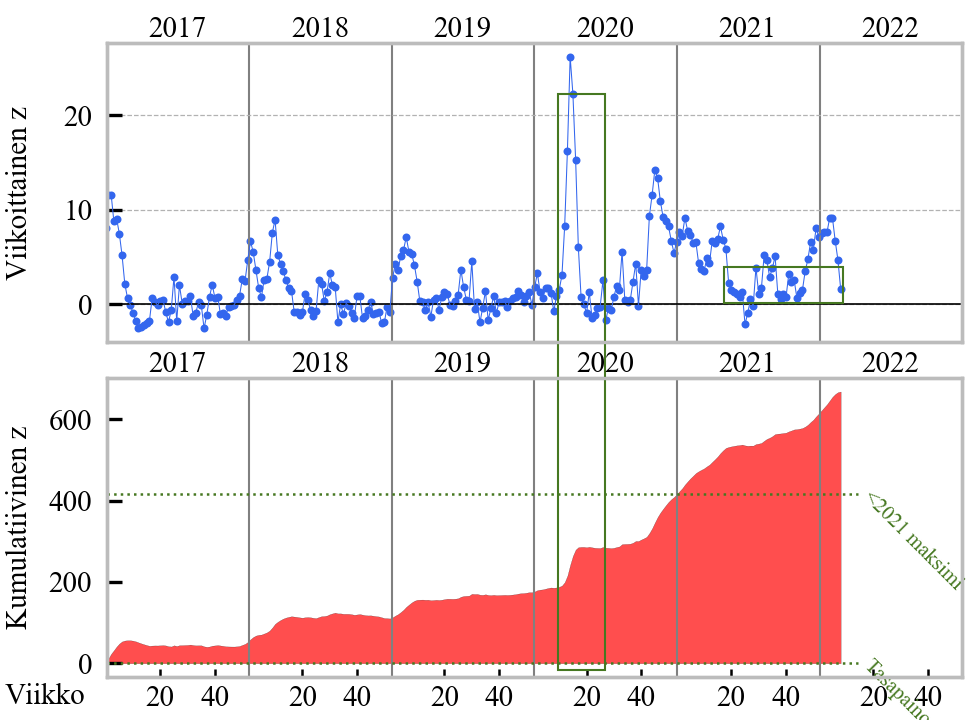 2017 2018 2019 2020 2021 2022
Viikoittainen z
20
10
0
2017 2018 2019 2020 2021 2022
Kumulatiivinen z
600
400
200
0
<2021 maksimi
Tasapaino
Viikko 20 40 20 40 20 40 20 40 20 40 20 40